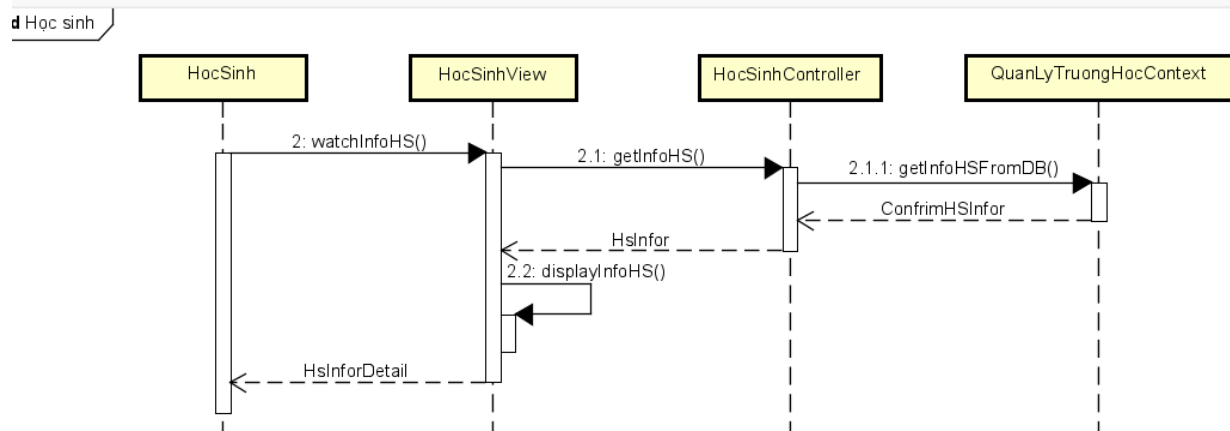 d Học sinh
HocSinh
HocSinhView
HocSinhController
QuanLyTruongHocContext
2: watchInfoHS()
2.1: getInfoHS()
2.1.1: getInfoHSFromDB()
ConfrimHSInfor
HsInfor
2.2: displayInfoHS()
HsInforDetail